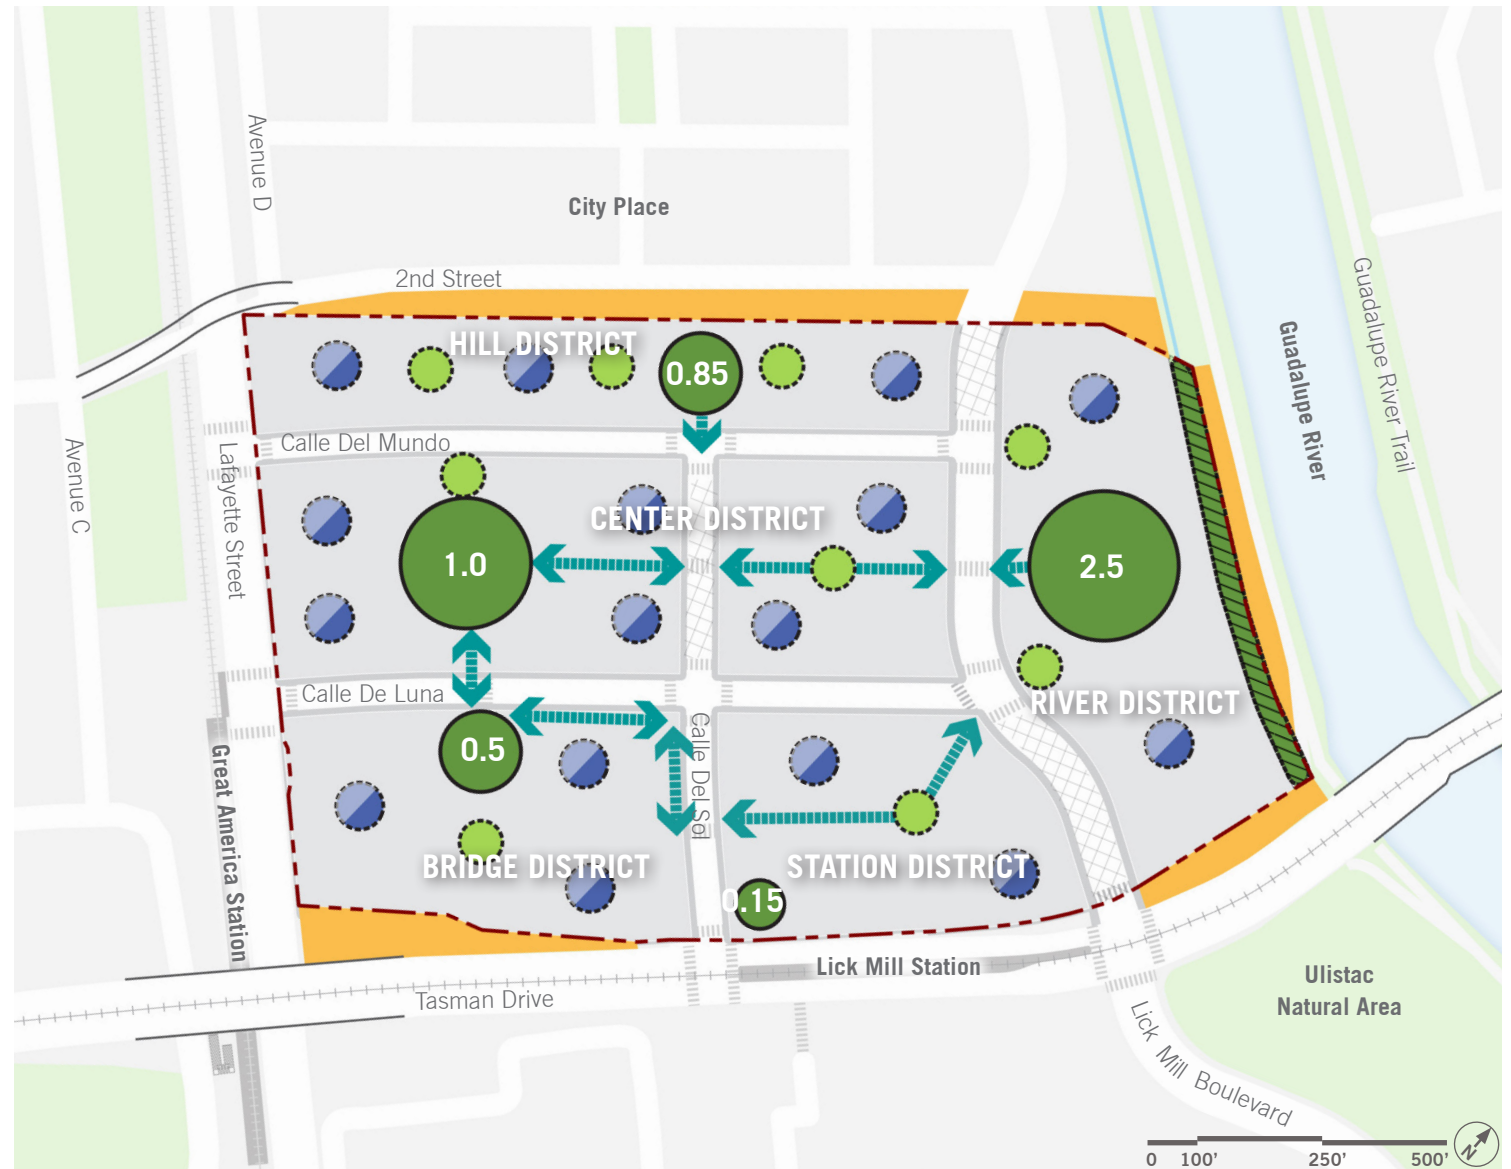 Avenue D
City Place
2nd Street
Guadalupe River Trail
Guadalupe River
HILL DISTRICT
0.85
Calle Del Mundo
Avenue C
Lafayette Street
CENTER DISTRICT
1.0
2.5
Calle De Luna
RIVER DISTRICT
0.5
Calle Del Sol
Great America Station
BRIDGE DISTRICT
STATION DISTRICT
0.15
Lick Mill Station
Tasman Drive
Ulistac
Natural Area
Lick Mill Boulevard
0 100' 250' 500'
N